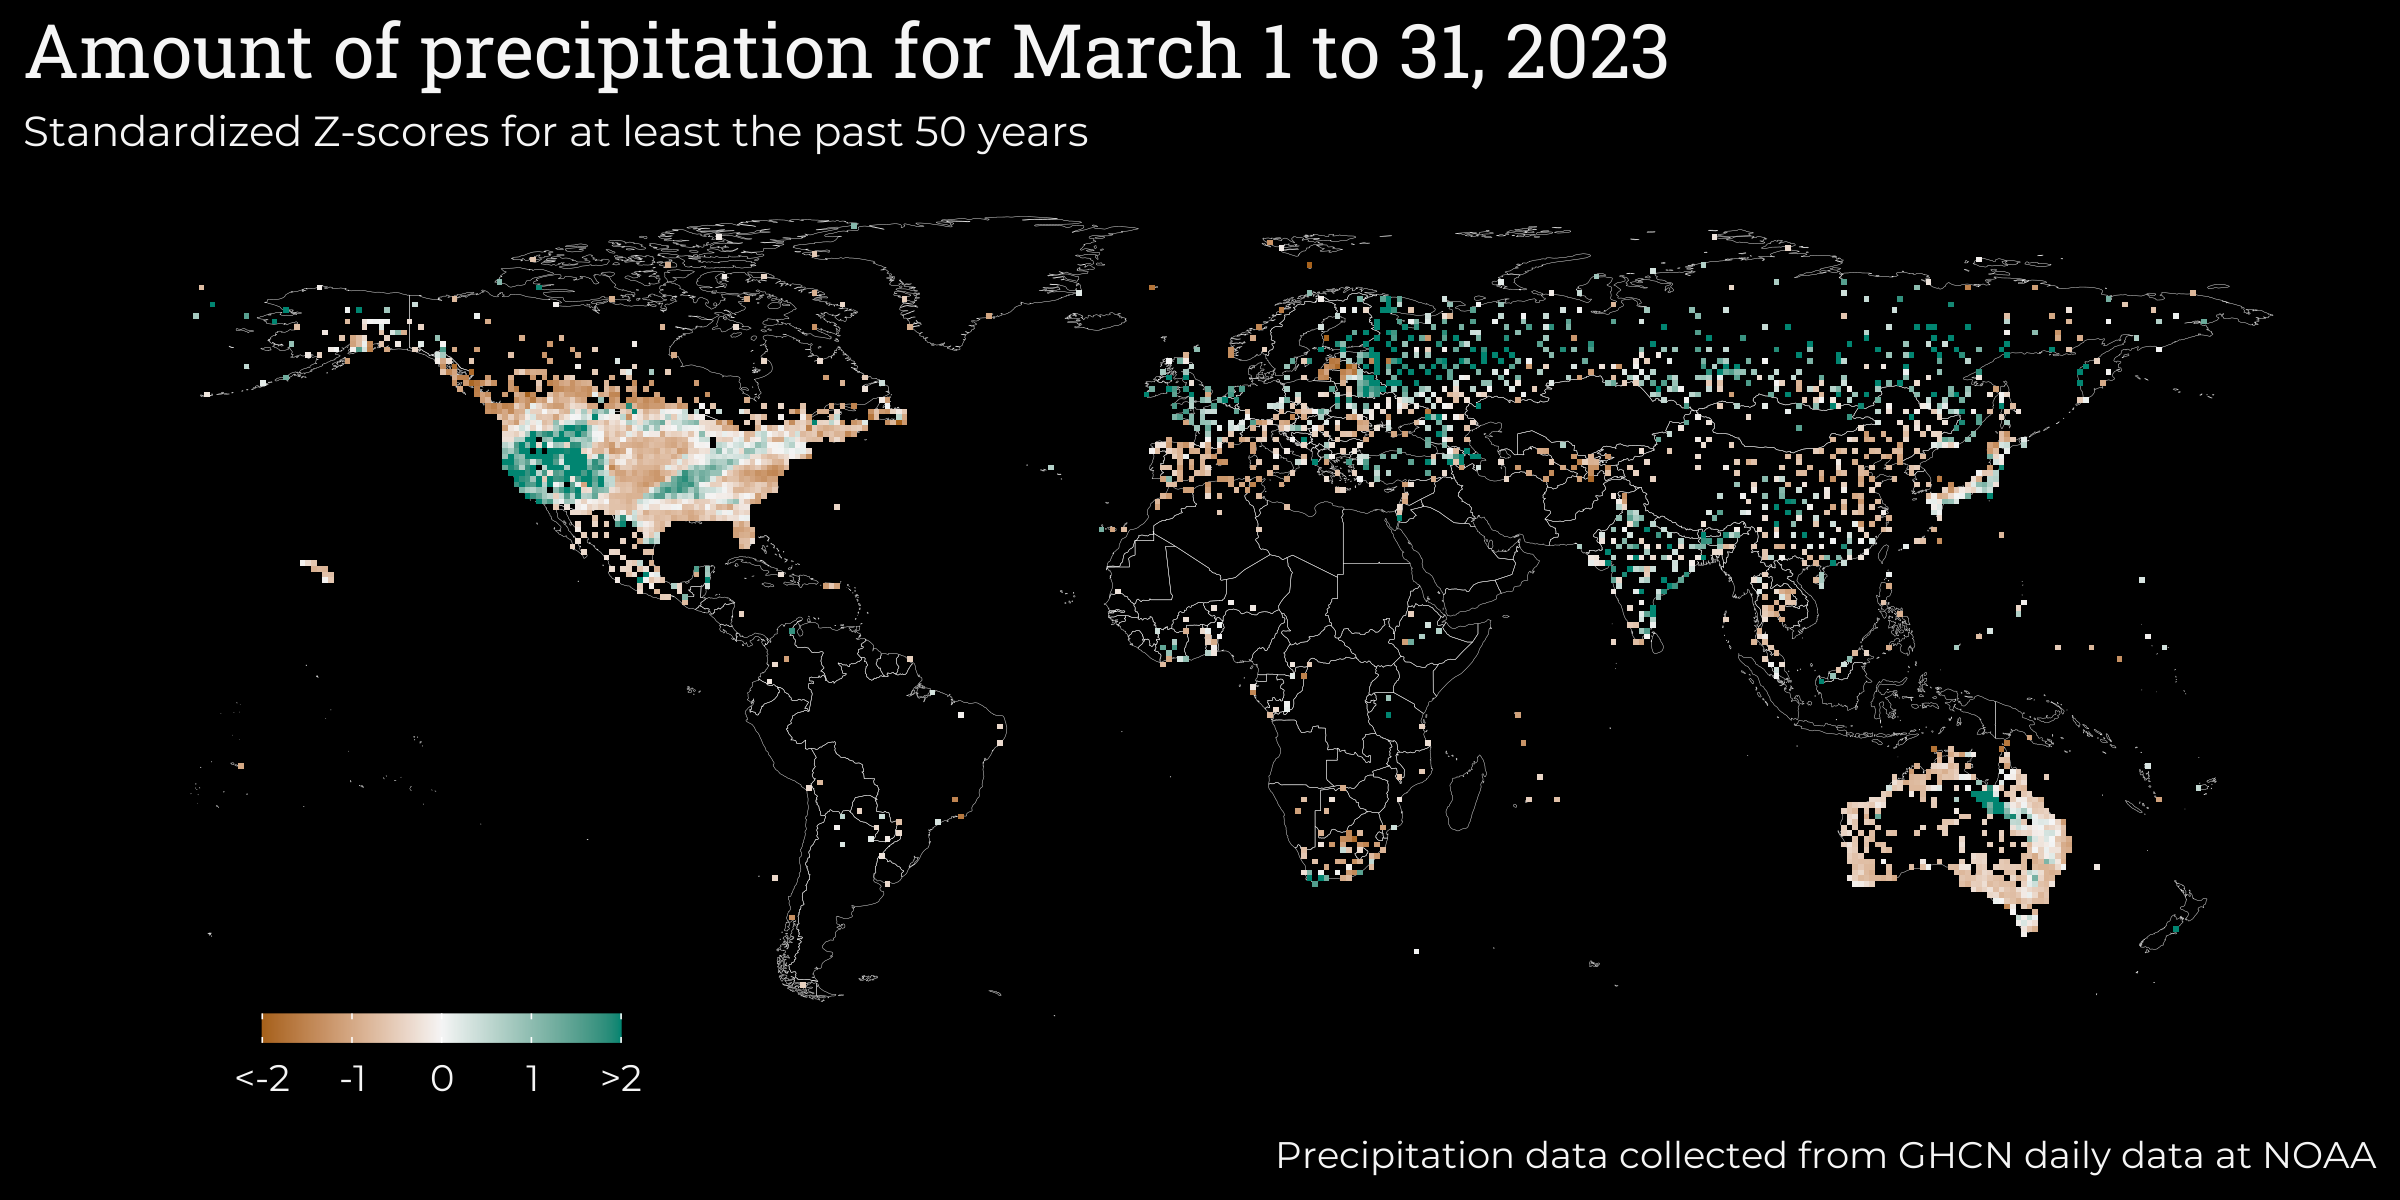 Amount of precipitation for March 1 to 31, 2023
Standardized Z-scores for at least the past 50 years
<-2 -1 0 1 >2
Precipitation data collected from GHCN daily data at NOAA